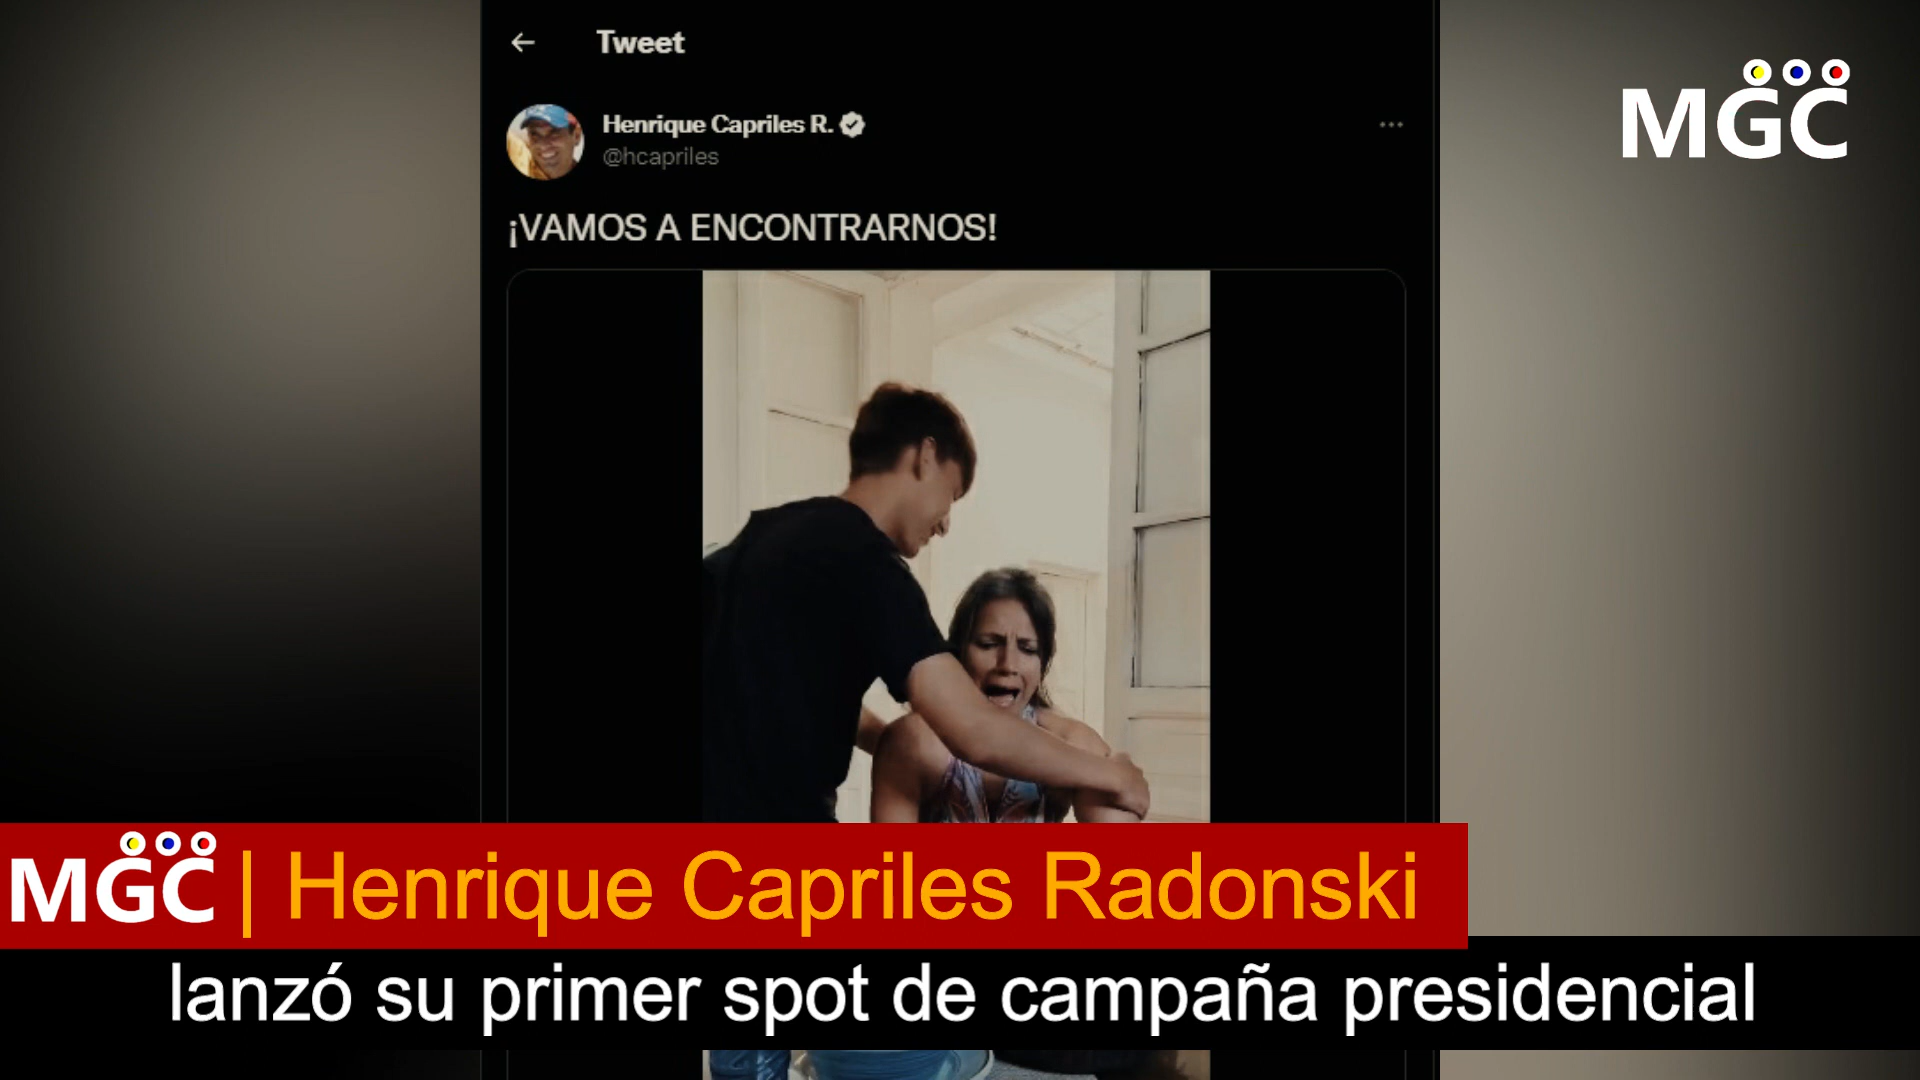 Tweet
MGC
Henrique Capriles R.
@hcapriles
¡VAMOS A ENCONTRARNOS!
MGC | Henrique Capriles Radonski
lanzó su primer spot de campaña presidencial